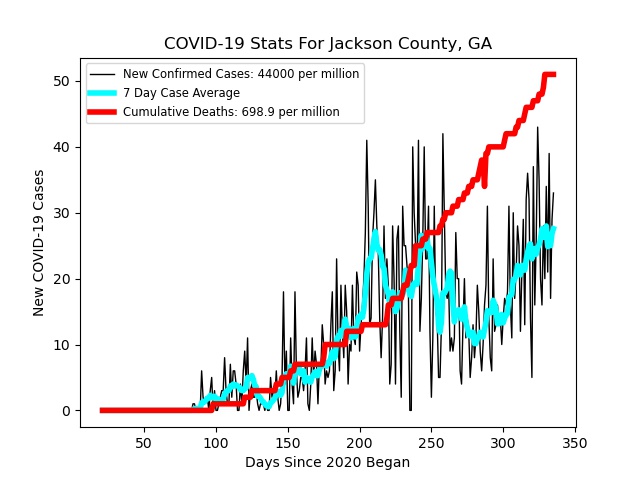 COVID-19 Stats For Jackson County, GA
New Confirmed Cases: 44000 per million
7 Day Case Average
Cumulative Deaths: 698.9 per million
New COVID-19 Cases
50
40
30
20
10
0
50 100 150 200 250 300 350
Days Since 2020 Began